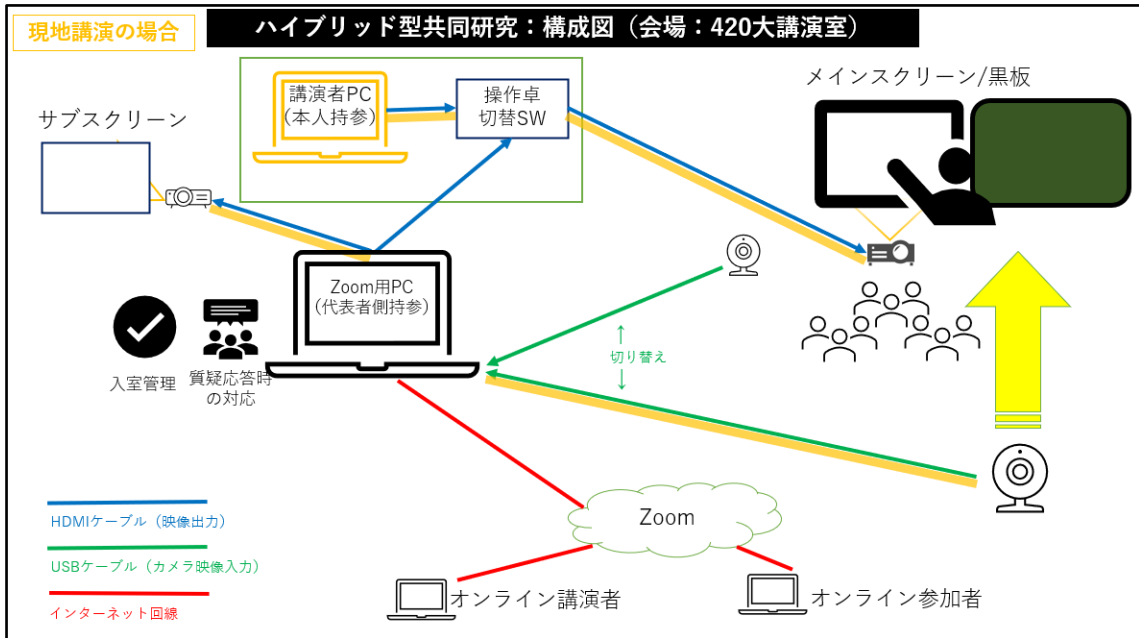 現地講演の場合
ハイブリッド型共同研究：構成図（会場：420大講演室）
メインスクリーン/黒板
講演者PC
(本人持参)
操作卓
切替SW
サブスクリーン
Zoom用PC
(代表者側持参)
↑
切り替え
↓
入室管理
質疑応答時
の対応
Zoom
HDMIケーブル（映像出力）
USBケーブル（カメラ映像入力）
インターネット回線
オンライン講演者
オンライン参加者